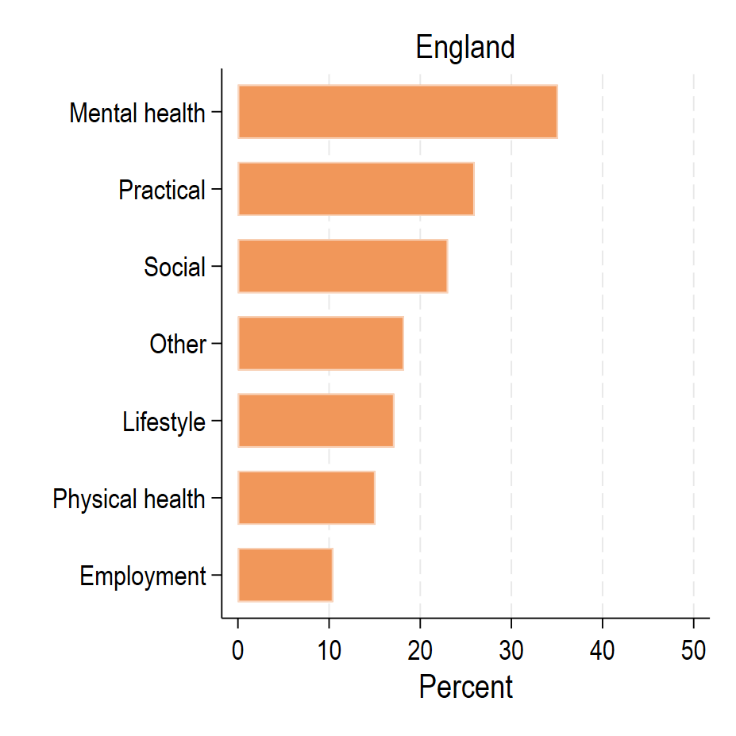 England
Mental health
Practical
Social
Other
Lifestyle
Physical health
Employment
0 10 20 30 40 50
Percent